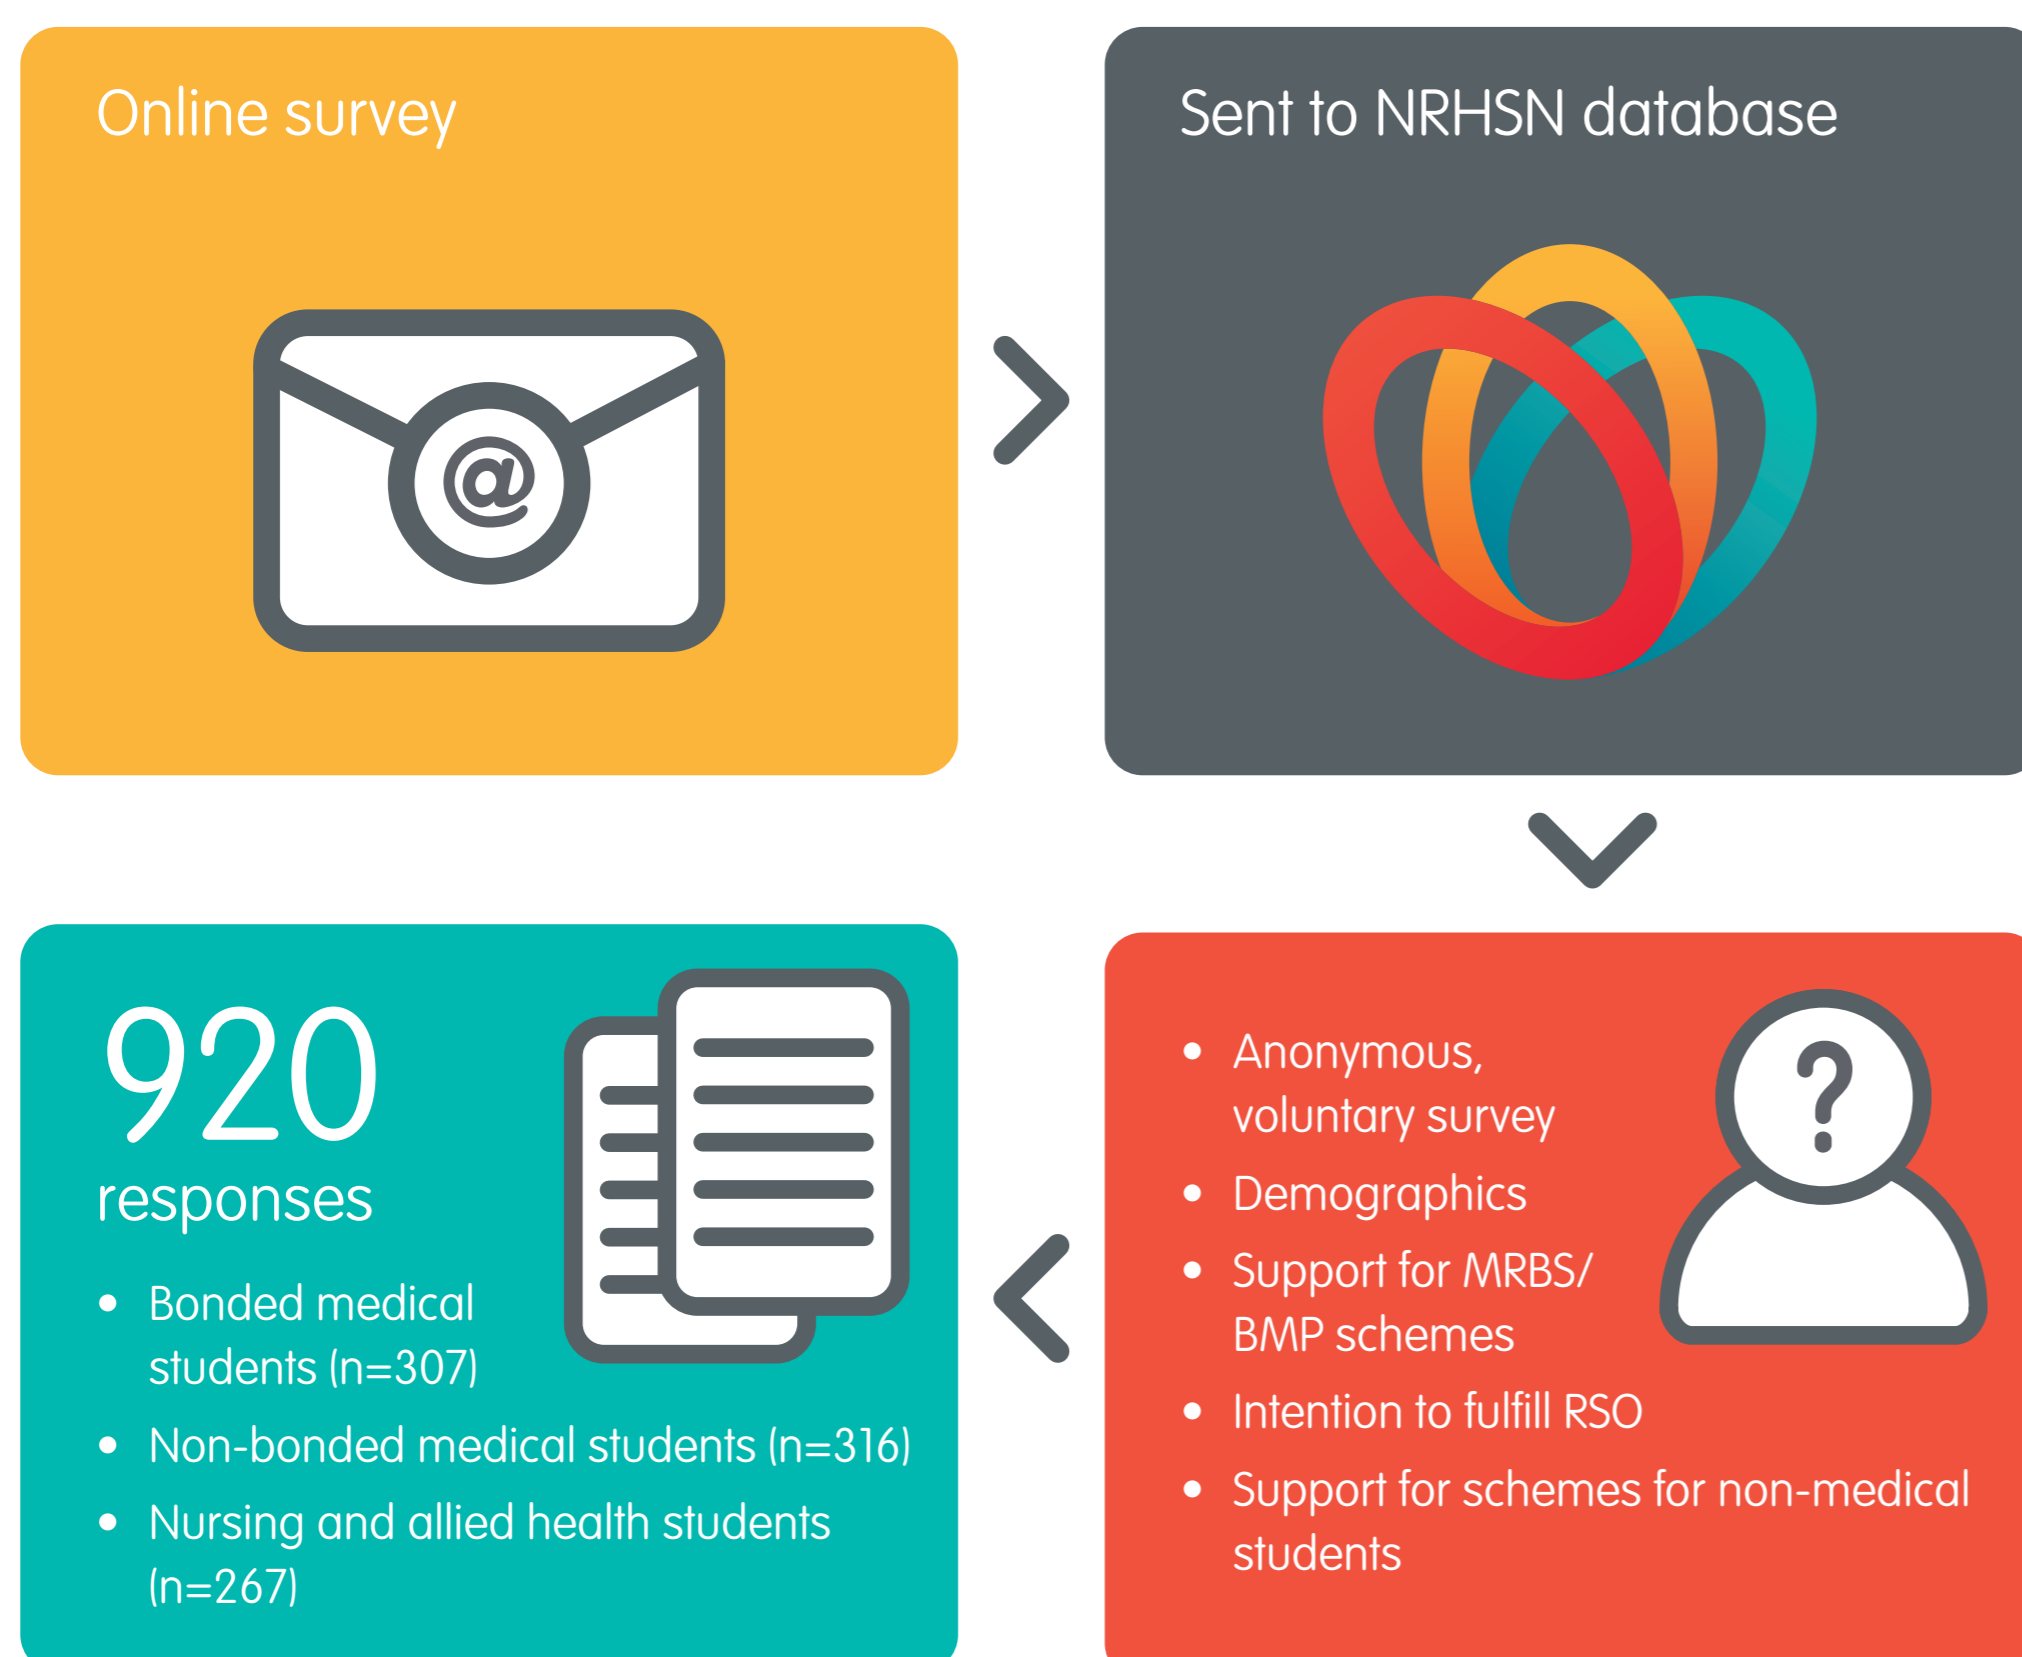 Online survey
@
Sent to NRHSN database
?
• Anonymous,
voluntary survey
• Demographics
• Support for MRBS/
BMP schemes
• Intention to fulfill RSO
• Support for schemes for non-medical
students
920
responses
• Bonded medical
students (n=307)
• Non-bonded medical students (n=316)
• Nursing and allied health students
(n=267)